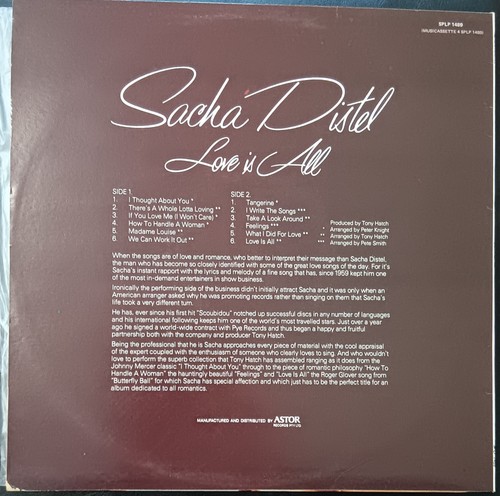 SPLP 1489
(MUSICASSETTE # SPLP 1489)
Sacha Distel
Love is All
SIDE 1.
1. I Thought About You *
2. There's A Whole Lotta Loving **
3. If You Love Me (I Won't Care) *
4. How To Handle A Woman *
5. Madame Louise **
6. We Can Work It Out **
SIDE 2.
1. Tangerine *
2. I Write The Songs ***
3. Take A Look Around **
4. Feelings ***
5. What I Did For Love **
6. Love Is All **
Produced by Tony Hatch
* Arranged by Peter Knight
** Arranged by Tony Hatch
*** Arranged by Pete Smith
When the songs are of love and romance, who better to interpret their message than Sacha Distel,
the man who has become so closely identified with some of the great love songs of the day. For it's
Sacha's instant rapport with the lyrics and melody of a fine song that has, since 1959 kept him one
of the most in-demand entertainers in show business.
Ironically the performing side of the business didn't initially attract Sacha and it was only when an
American arranger asked why he was promoting records rather than singing on them that Sacha's
life took a very different turn.
He has, ever since his first hit "Scoubidou" notched up successful discs in any number of languages
and his international following keeps him one of the world's most travelled stars. Just over a year
ago he signed a world-wide contract with Pye Records and thus began a happy and fruitful
partnership both with the company and producer Tony Hatch.
Being the professional that he is Sacha approaches every piece of material with the cool appraisal
of the expert coupled with the enthusiasm of someone who clearly loves to sing. And who wouldn't
love to perform the superb collection that Tony Hatch has assembled ranging as it does from the
Johnny Mercer classic "I Thought About You" through to the piece of romantic philosophy "How To
Handle A Woman" the hauntingly beautiful "Feelings" and "Love Is All" the Roger Glover song from
"Butterfly Ball" for which Sacha has special affection and which just has to be the perfect title for an
album dedicated to all romantics.
MANUFACTURED AND DISTRIBUTED BY ASTOR
RECORDS PTY LTD